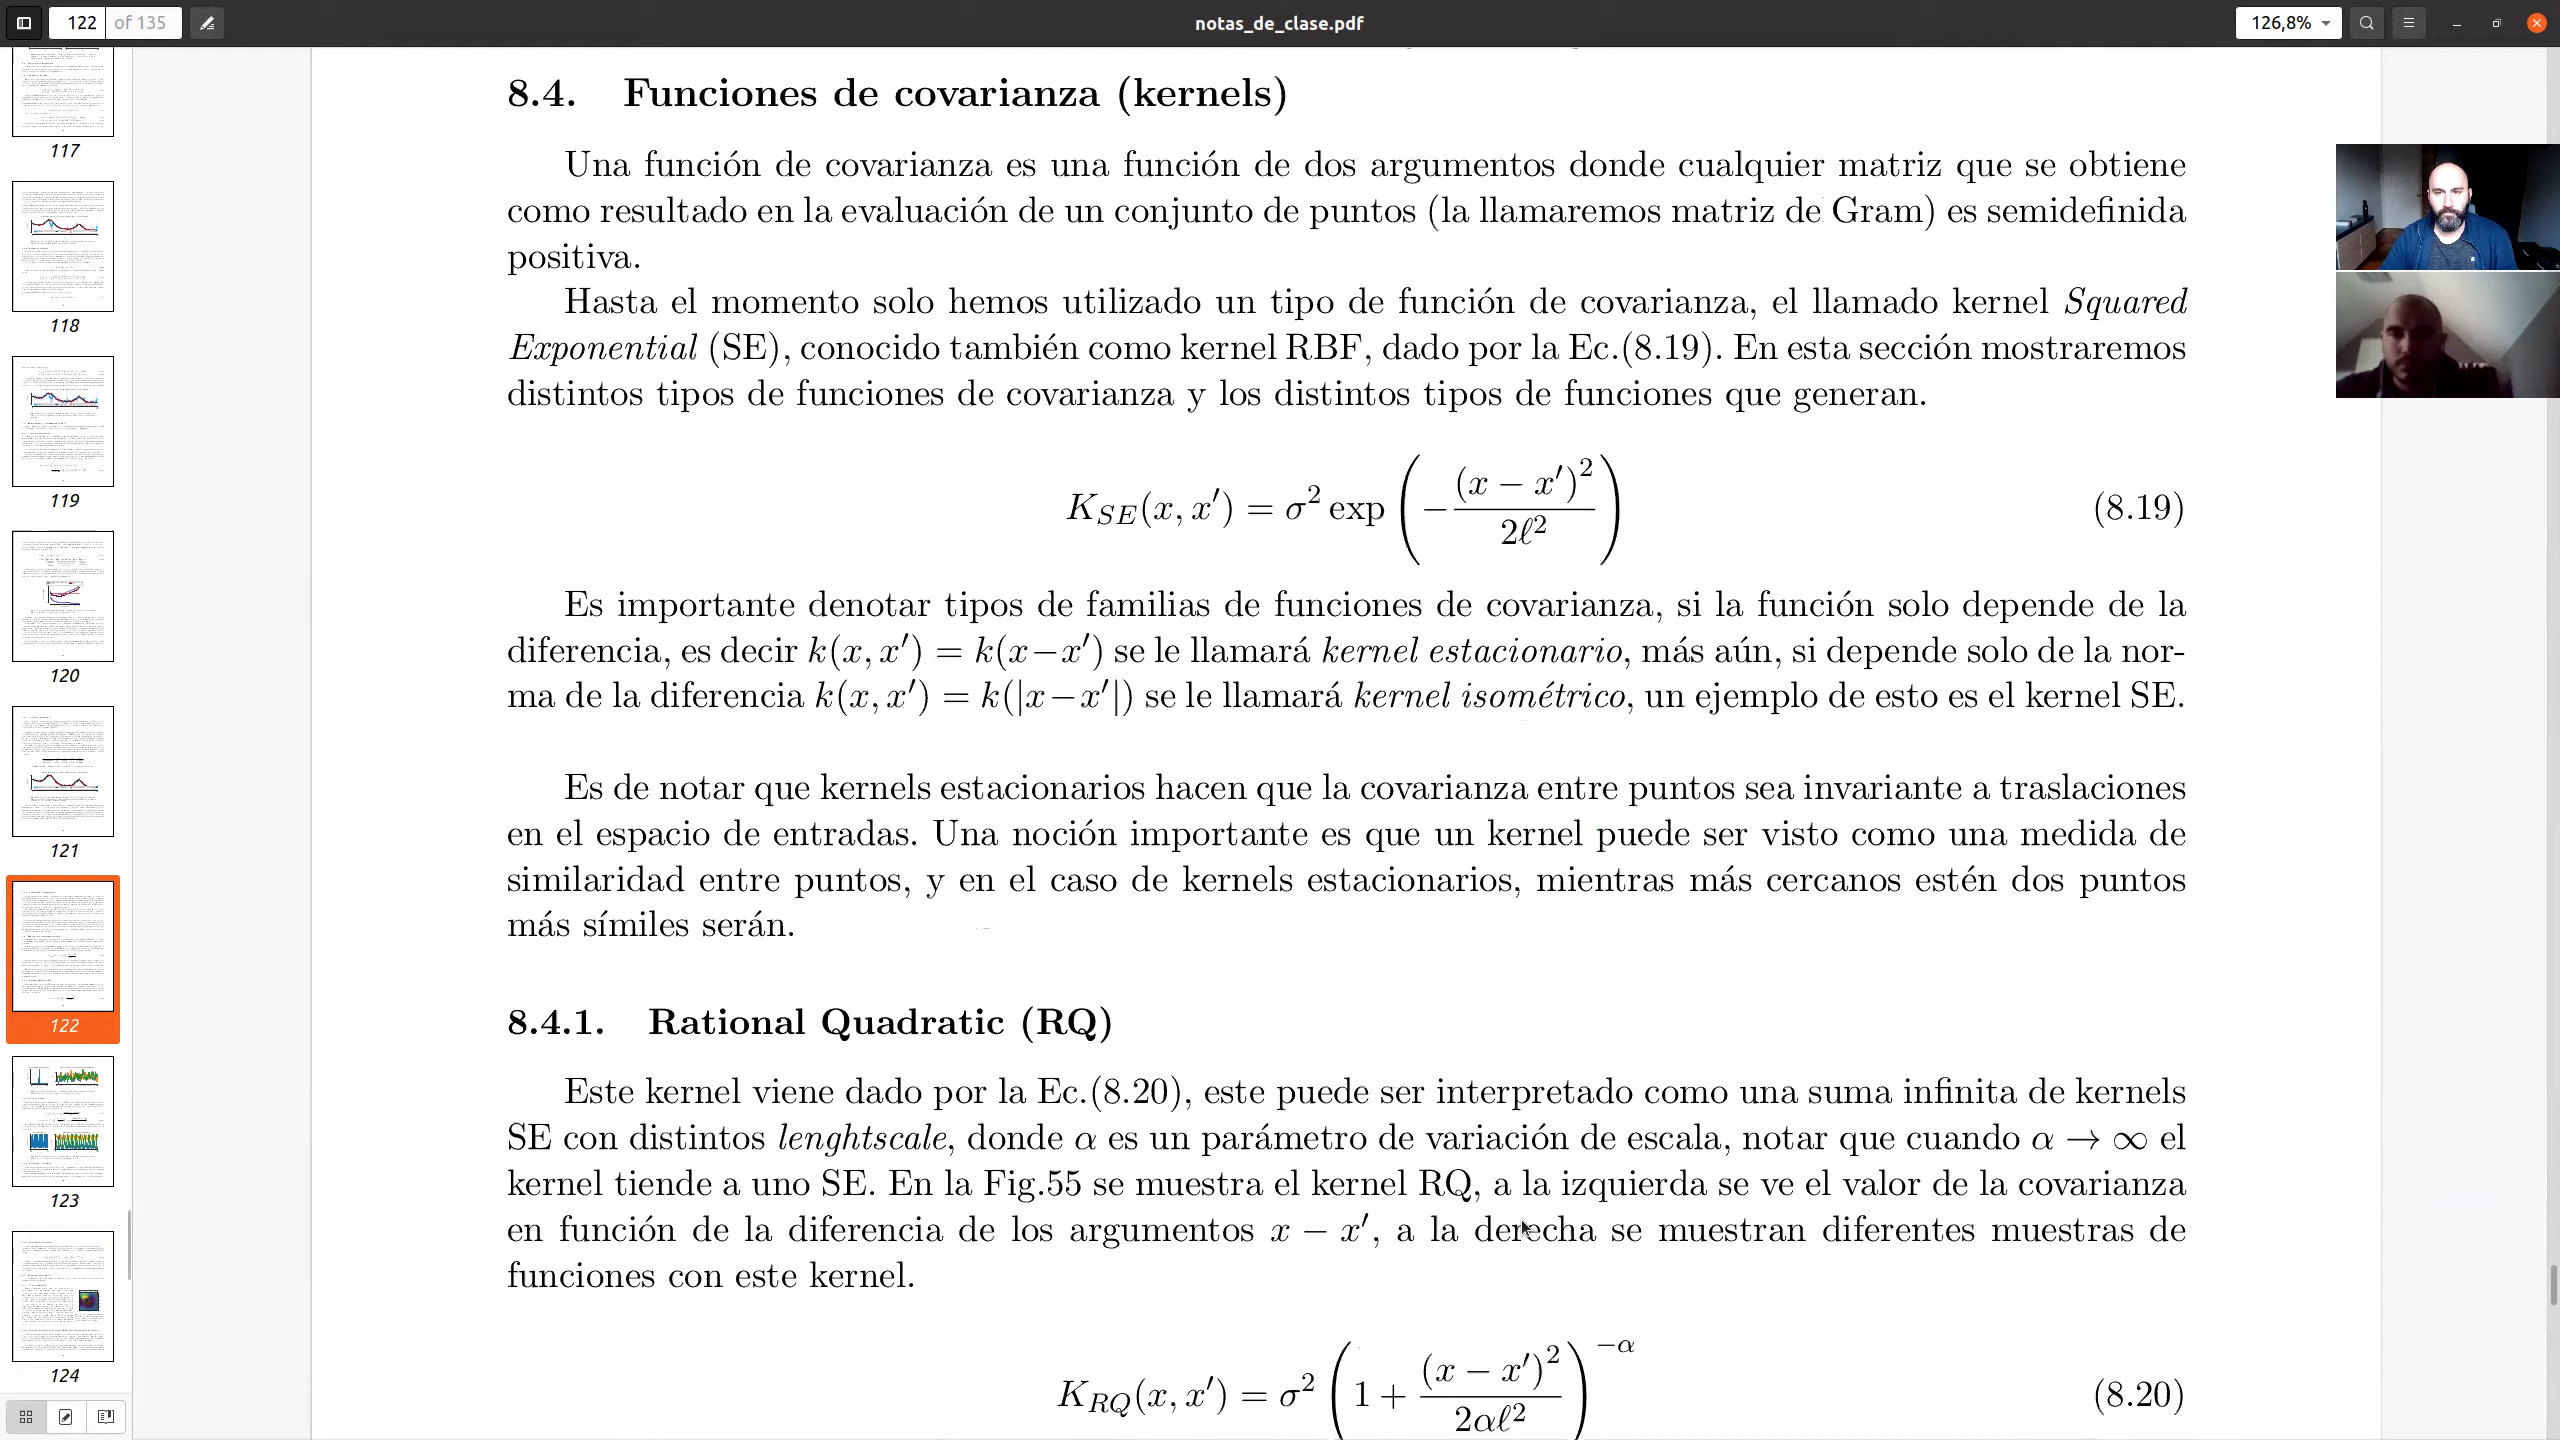 122 of 135
notas_de_clase.pdf
126,8%
117
118
119
120
121
122
123
124
8.4. Funciones de covarianza (kernels)
Una función de covarianza es una función de dos argumentos donde cualquier matriz que se obtiene
como resultado en la evaluación de un conjunto de puntos (la llamaremos matriz de Gram) es semidefinida
positiva.
Hasta el momento solo hemos utilizado un tipo de función de covarianza, el llamado kernel Squared
Exponential (SE), conocido también como kernel RBF, dado por la Ec.(8.19). En esta sección mostraremos
distintos tipos de funciones de covarianza y los distintos tipos de funciones que generan.
K_{SE}(x, x′) = σ² exp (−(x − x′)² / 2ℓ²) (8.19)
Es importante denotar tipos de familias de funciones de covarianza, si la función solo depende de la
diferencia, es decir k(x, x′) = k(x−x′) se le llamará kernel estacionario, más aún, si depende solo de la nor-
ma de la diferencia k(x, x′) = k(|x−x′|) se le llamará kernel isométrico, un ejemplo de esto es el kernel SE.
Es de notar que kernels estacionarios hacen que la covarianza entre puntos sea invariante a traslaciones
en el espacio de entradas. Una noción importante es que un kernel puede ser visto como una medida de
similaridad entre puntos, y en el caso de kernels estacionarios, mientras más cercanos estén dos puntos
más símiles serán.
8.4.1. Rational Quadratic (RQ)
Este kernel viene dado por la Ec.(8.20), este puede ser interpretado como una suma infinita de kernels
SE con distintos lenghtscale, donde α es un parámetro de variación de escala, notar que cuando α → ∞ el
kernel tiende a uno SE. En la Fig.55 se muestra el kernel RQ, a la izquierda se ve el valor de la covarianza
en función de la diferencia de los argumentos x − x′, a la derecha se muestran diferentes muestras de
funciones con este kernel.
K_{RQ}(x, x′) = σ² (1 + (x − x′)² / 2αℓ²)^{−α} (8.20)